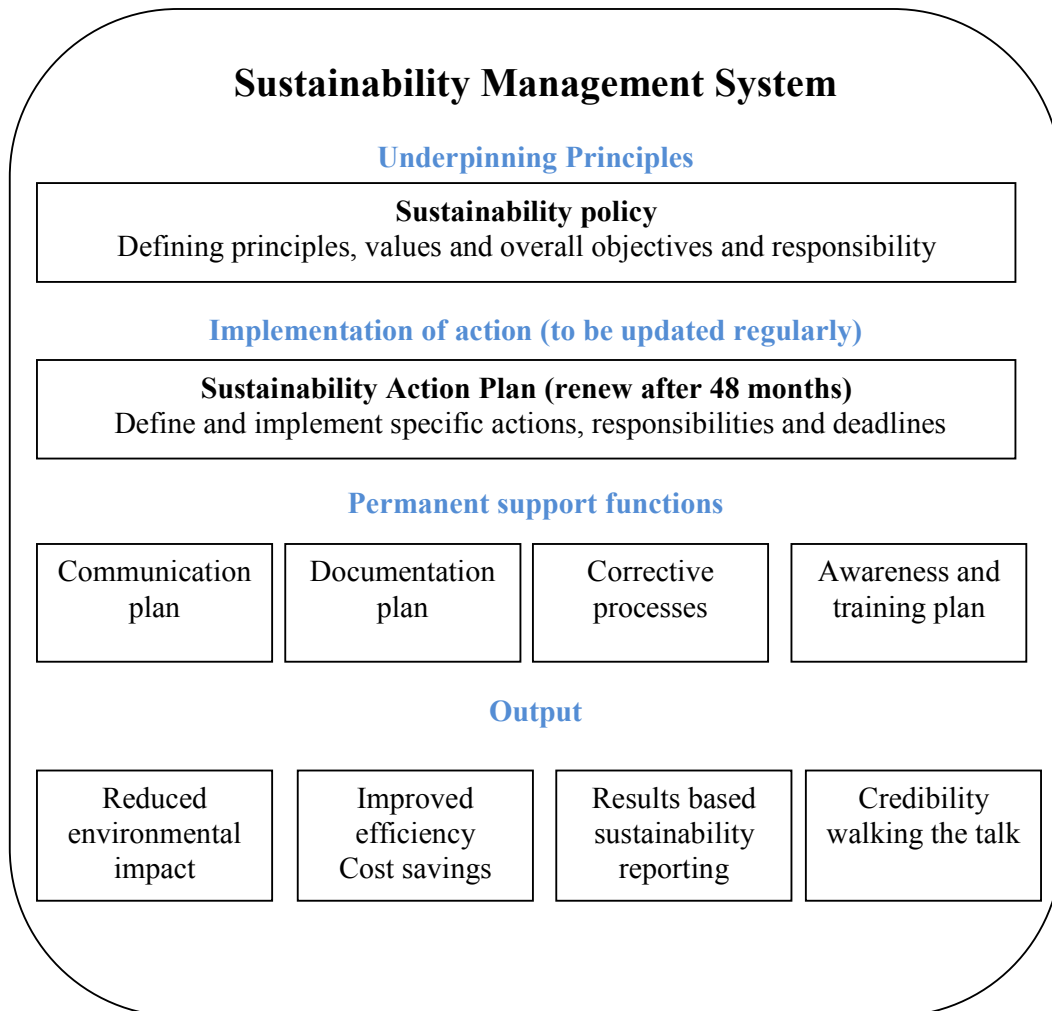 Sustainability Management System
Underpinning Principles
Sustainability policy
Defining principles, values and overall objectives and responsibility
Implementation of action (to be updated regularly)
Sustainability Action Plan (renew after 48 months)
Define and implement specific actions, responsibilities and deadlines
Permanent support functions
Communication
plan
Documentation
plan
Corrective
processes
Awareness and
training plan
Output
Reduced
environmental
impact
Improved
efficiency
Cost savings
Results based
sustainability
reporting
Credibility
walking the talk